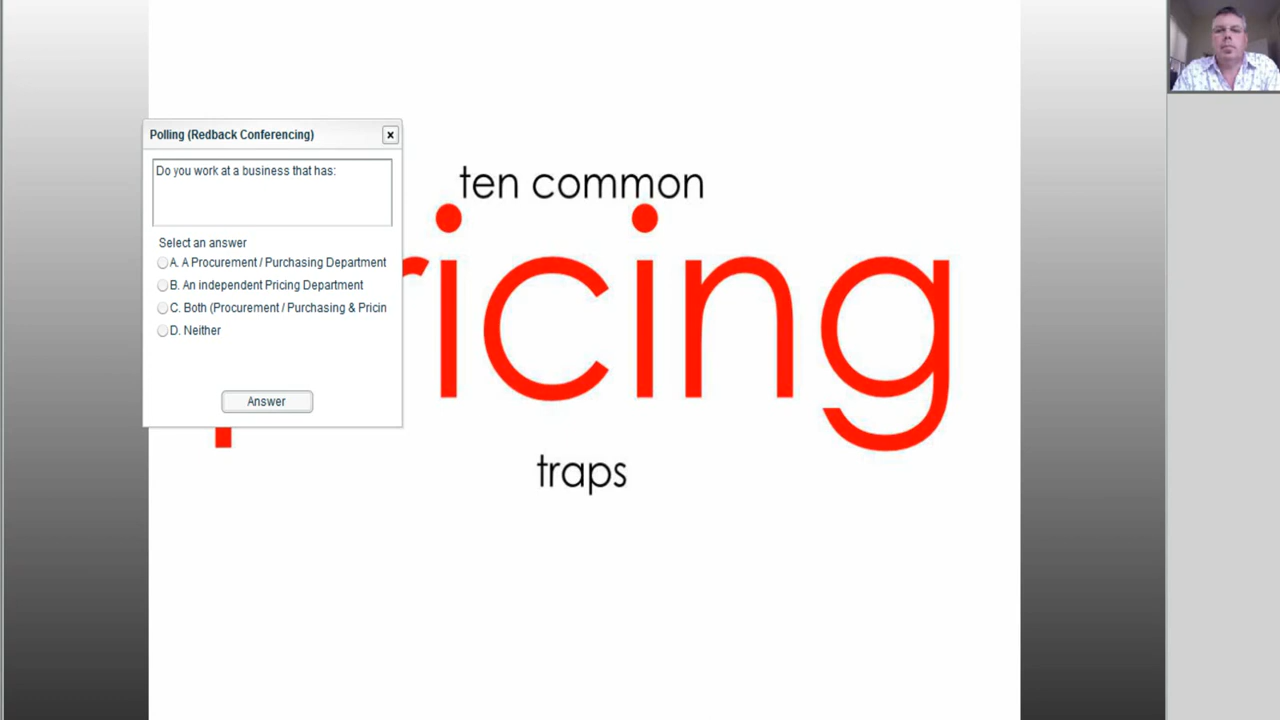 Polling (Redback Conferencing)
Do you work at a business that has:
Select an answer
A. A Procurement / Purchasing Department
B. An independent Pricing Department
C. Both (Procurement / Purchasing & Pricin
D. Neither
Answer
ten common
ricing
traps